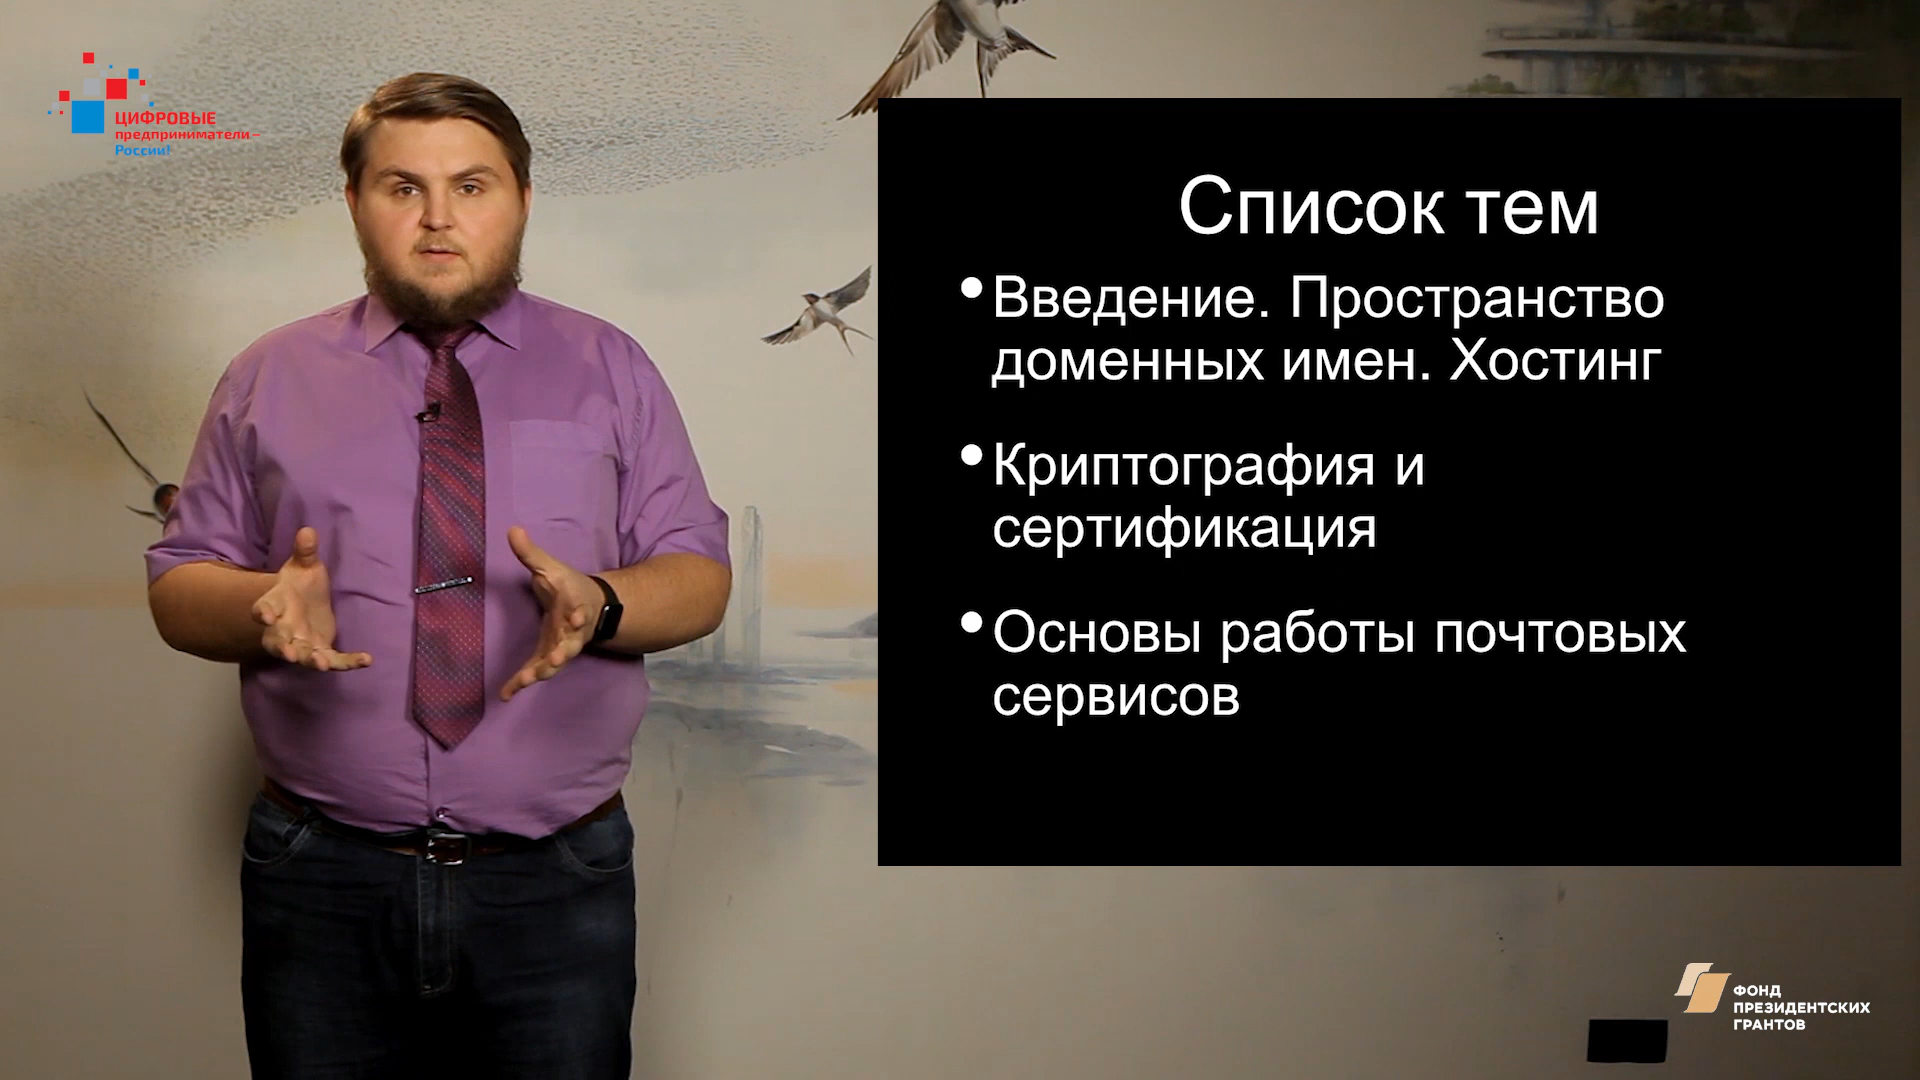 ЦИФРОВЫЕ
предприниматели –
России!
Список тем
• Введение. Пространство
доменных имен. Хостинг
• Криптография и
сертификация
• Основы работы почтовых
сервисов
ФОНД
ПРЕЗИДЕНТСКИХ
ГРАНТОВ